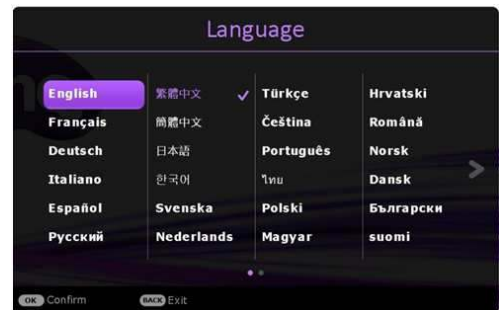 Language
English
Français
Deutsch
Italiano
Español
Русский
繁體中文
簡體中文
日本語
한국어
Svenska
Nederlands
Türkçe
Čeština
Português
ไทย
Polski
Magyar
Hrvatski
Română
Norsk
Dansk
Български
suomi
OK Confirm
BACK Exit